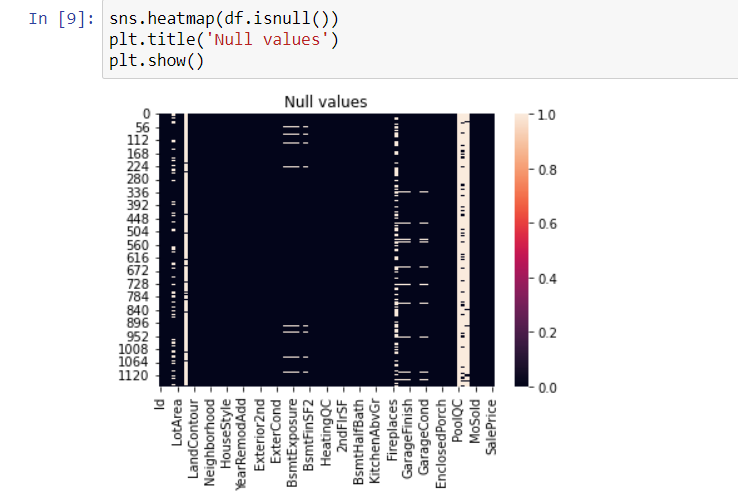 In [9]: sns.heatmap(df.isnull())
plt.title('Null values')
plt.show()
Null values
0
56
112
168
224
280
336
392
448
504
560
616
672
728
784
840
896
952
1008
1064
1120
1.0
0.8
0.6
0.4
0.2
0.0
Id
LotArea
LandContour
Neighborhood
HouseStyle
YearRemodAdd
Exterior2nd
ExterCond
BsmtExposure
BsmtFinSF2
HeatingQC
2ndFlrSF
BsmtHalfBath
KitchenAbvGr
Fireplaces
GarageFinish
GarageCond
EnclosedPorch
PoolQC
MoSold
SalePrice